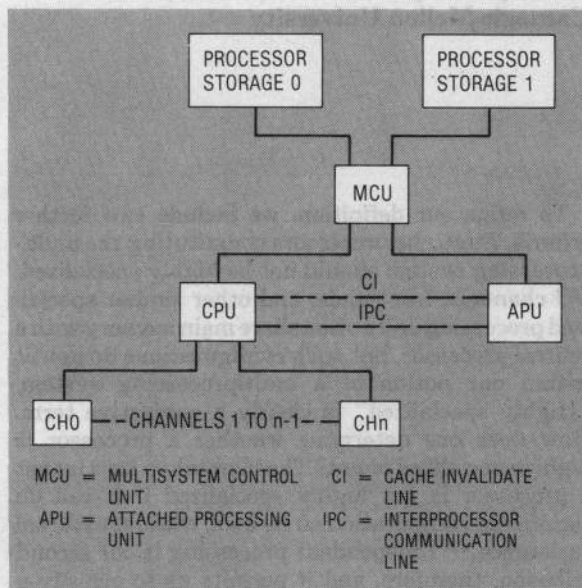 PROCESSOR
STORAGE 0
PROCESSOR
STORAGE 1
MCU
CPU
CI
IPC
APU
CH0
CHANNELS 1 TO n-1
CHn
MCU = MULTISYSTEM CONTROL
UNIT
APU = ATTACHED PROCESSING
UNIT
CI = CACHE INVALIDATE
LINE
IPC = INTERPROCESSOR
COMMUNICATION
LINE